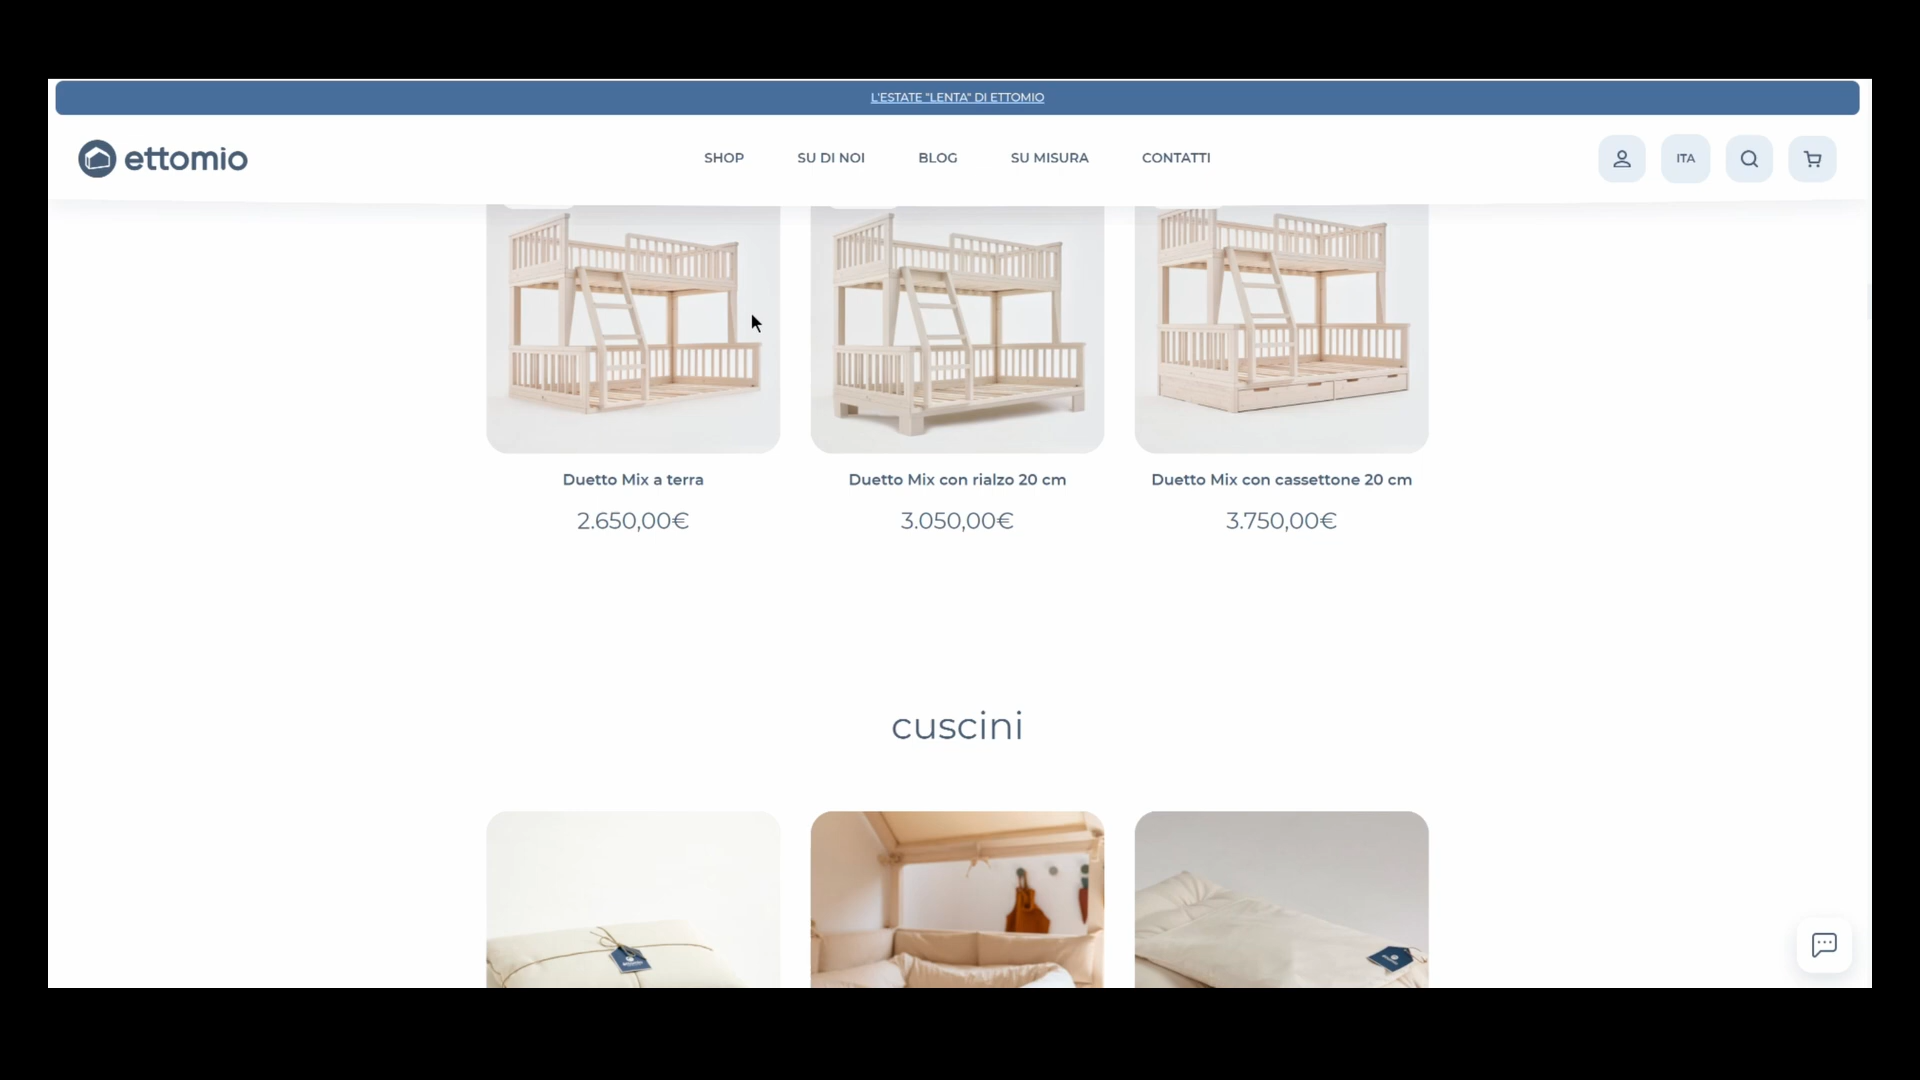 L'ESTATE "LENTA" DI ETTOMIO
ettomio
SHOP
SU DI NOI
BLOG
SU MISURA
CONTATTI
ITA
Duetto Mix a terra
2.650,00€
Duetto Mix con rialzo 20 cm
3.050,00€
Duetto Mix con cassettone 20 cm
3.750,00€
cuscini